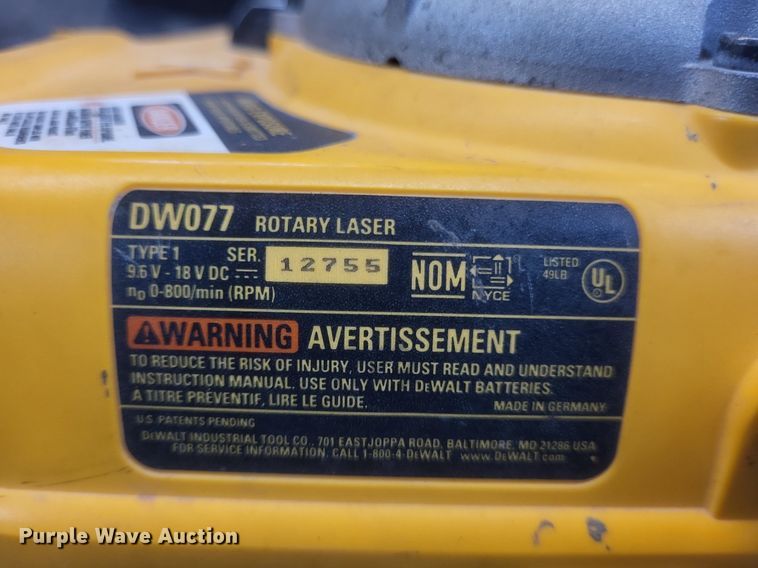 DW077 ROTARY LASER
TYPE 1 SER. 12755
9.6 V - 18 V DC
n0 0-800/min (RPM)
NOM NYCE
LISTED
49LB
UL
WARNING AVERTISSEMENT
TO REDUCE THE RISK OF INJURY, USER MUST READ AND UNDERSTAND
INSTRUCTION MANUAL. USE ONLY WITH DEWALT BATTERIES.
A TITRE PREVENTIF, LIRE LE GUIDE.
MADE IN GERMANY
U.S. PATENTS PENDING
DEWALT INDUSTRIAL TOOL CO., 701 EAST JOPPA ROAD, BALTIMORE, MD 21286 USA
FOR SERVICE INFORMATION, CALL 1-800-4-DEWALT www.DEWALT.com
Purple Wave Auction